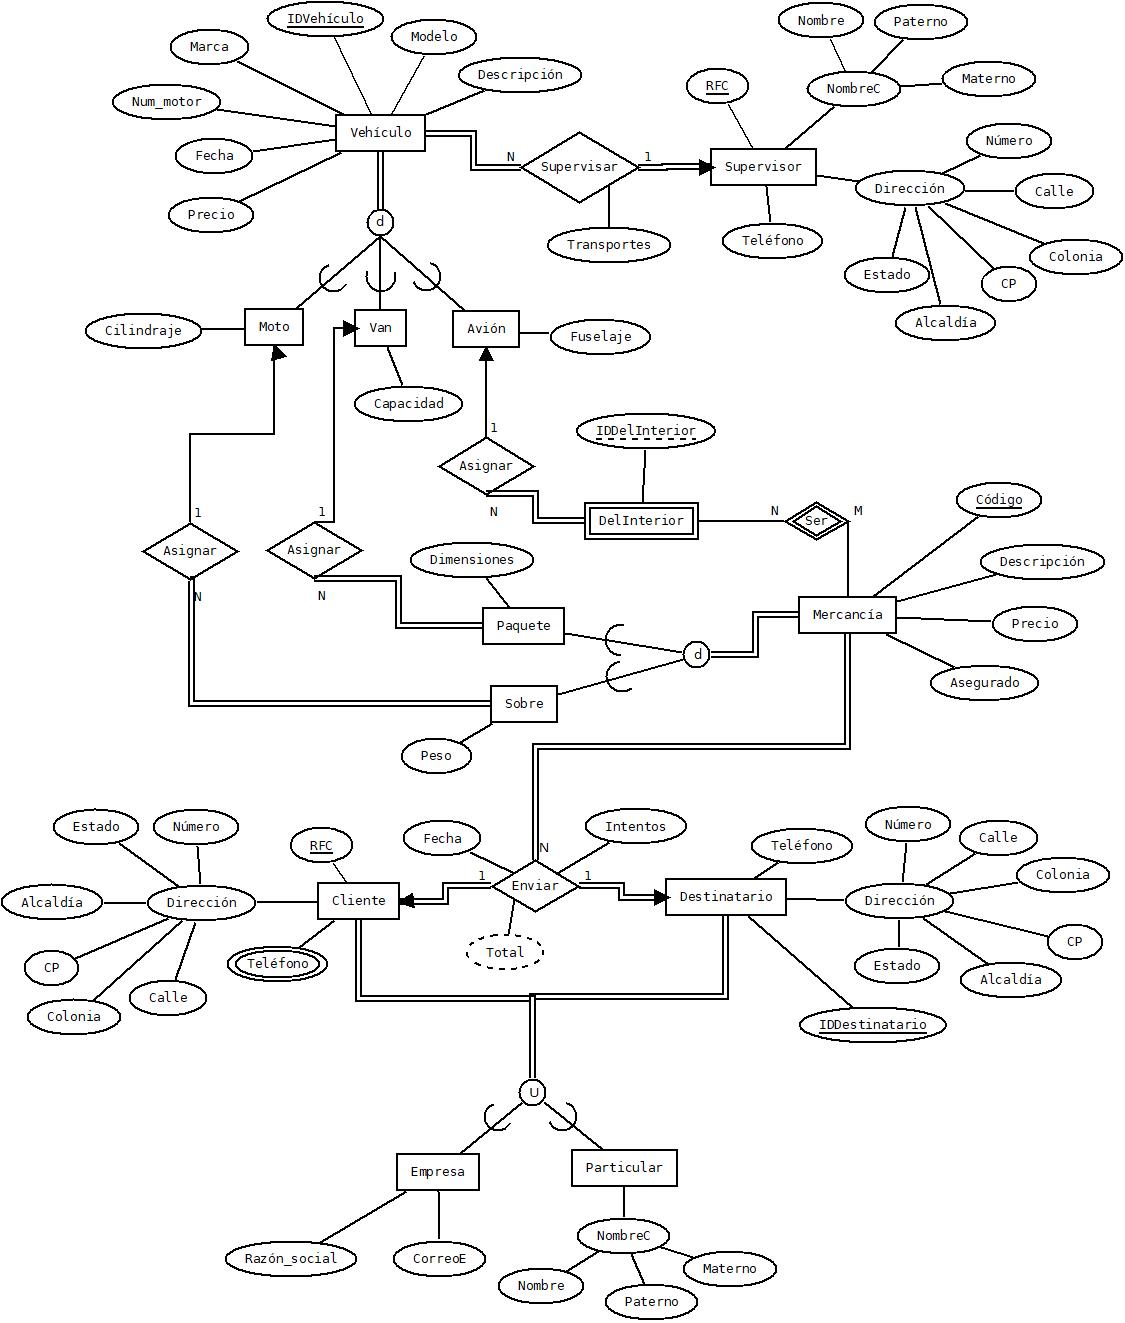 IDVehículo
Nombre
Paterno
Modelo
Marca
Descripción
Materno
RFC
NombreC
Num_motor
Vehículo
Número
Fecha
N
Supervisar
1
Supervisor
Dirección
Calle
Precio
d
Transportes
Teléfono
Colonia
Estado
CP
Alcaldía
Cilindraje
Moto
Van
Avión
Fuselaje
Capacidad
1
IDDelInterior
Asignar
Código
1
1
N
DelInterior
N
Ser
M
Asignar
Asignar
Dimensiones
Descripción
N
N
Paquete
Mercancía
Precio
d
Asegurado
Sobre
Peso
Estado
Número
Fecha
Intentos
RFC
N
Teléfono
Número
Calle
1
1
Colonia
Alcaldía
Dirección
Cliente
Enviar
Destinatario
Dirección
CP
Teléfono
Total
Estado
CP
Alcaldía
Calle
Colonia
IDDestinatario
U
Empresa
Particular
NombreC
Razón_social
CorreoE
Materno
Nombre
Paterno